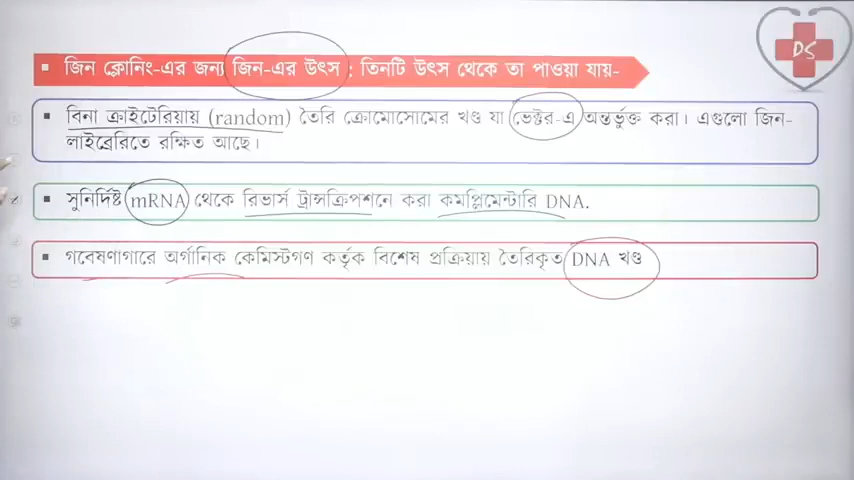 ▪ জিন ক্লোনিং-এর জন্য জিন-এর উৎস : তিনটি উৎস থেকে তা পাওয়া যায়-
DS
▪ বিনা ক্রাইটেরিয়ায় (random) তৈরি ক্রোমোসোমের খণ্ড যা ভেক্টর-এ অন্তর্ভুক্ত করা। এগুলো জিন-
লাইব্রেরিতে রক্ষিত আছে।
▪ সুনির্দিষ্ট mRNA থেকে রিভার্স ট্রান্সক্রিপশনে করা কমপ্লিমেন্টারি DNA.
▪ গবেষণাগারে অর্গানিক কেমিস্টগণ কর্তৃক বিশেষ প্রক্রিয়ায় তৈরিকৃত DNA খণ্ড